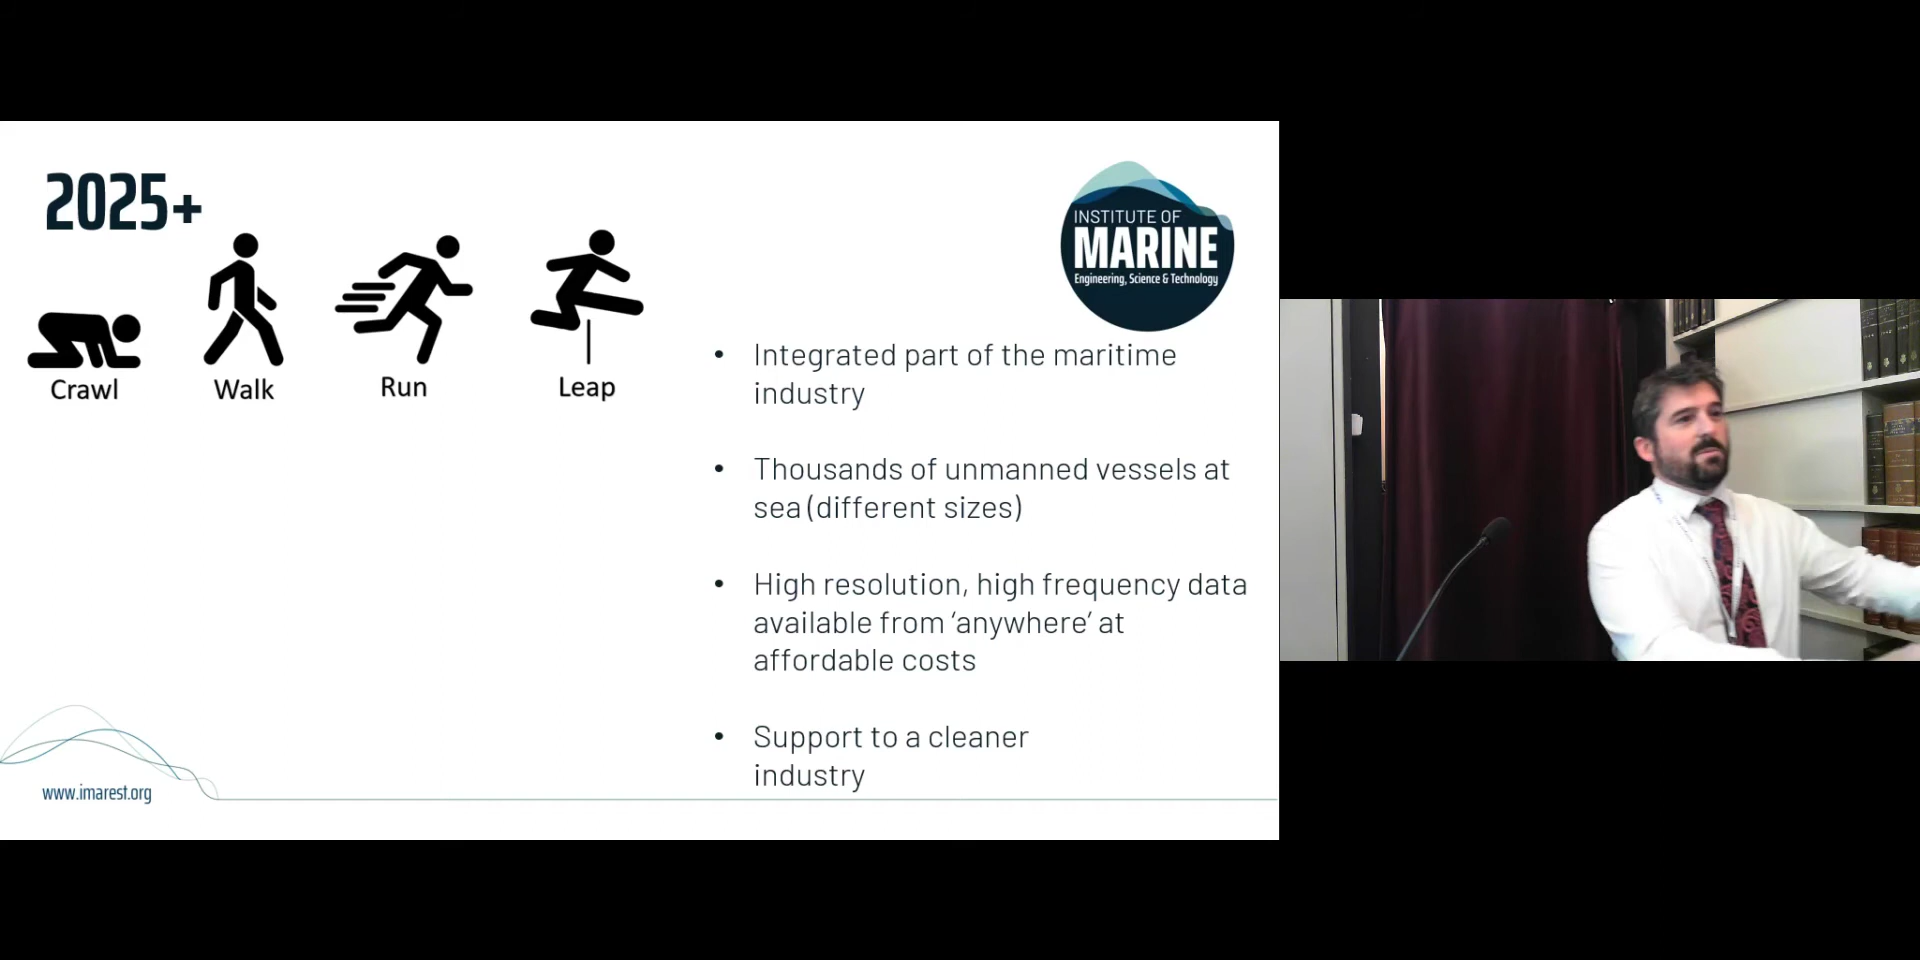 2025+
Crawl
Walk
Run
Leap
INSTITUTE OF
MARINE
Engineering, Science & Technology
• Integrated part of the maritime
industry
• Thousands of unmanned vessels at
sea (different sizes)
• High resolution, high frequency data
available from ‘anywhere’ at
affordable costs
• Support to a cleaner
industry
www.imarest.org